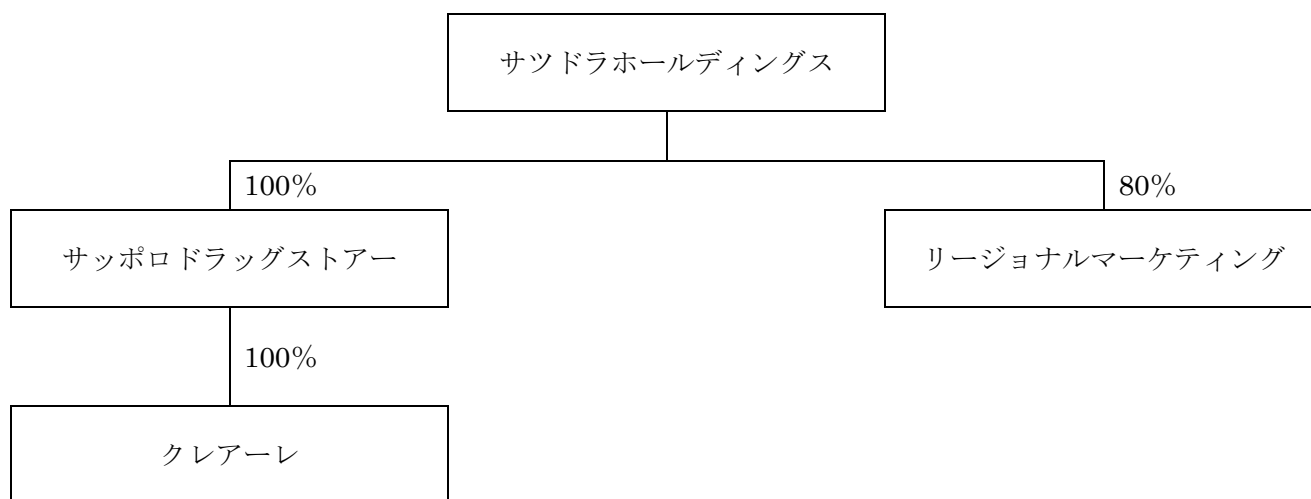 サツドラホールディングス
100%
80%
サッポロドラッグストアー
リージョナルマーケティング
100%
クレアーレ